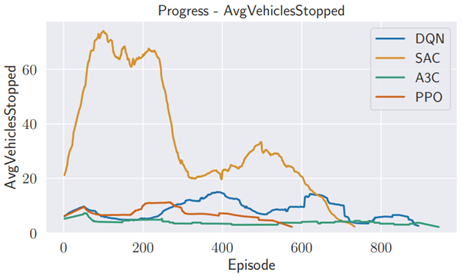 Progress - AvgVehiclesStopped
AvgVehiclesStopped
60
40
20
0
DQN
SAC
A3C
PPO
0 200 400 600 800
Episode